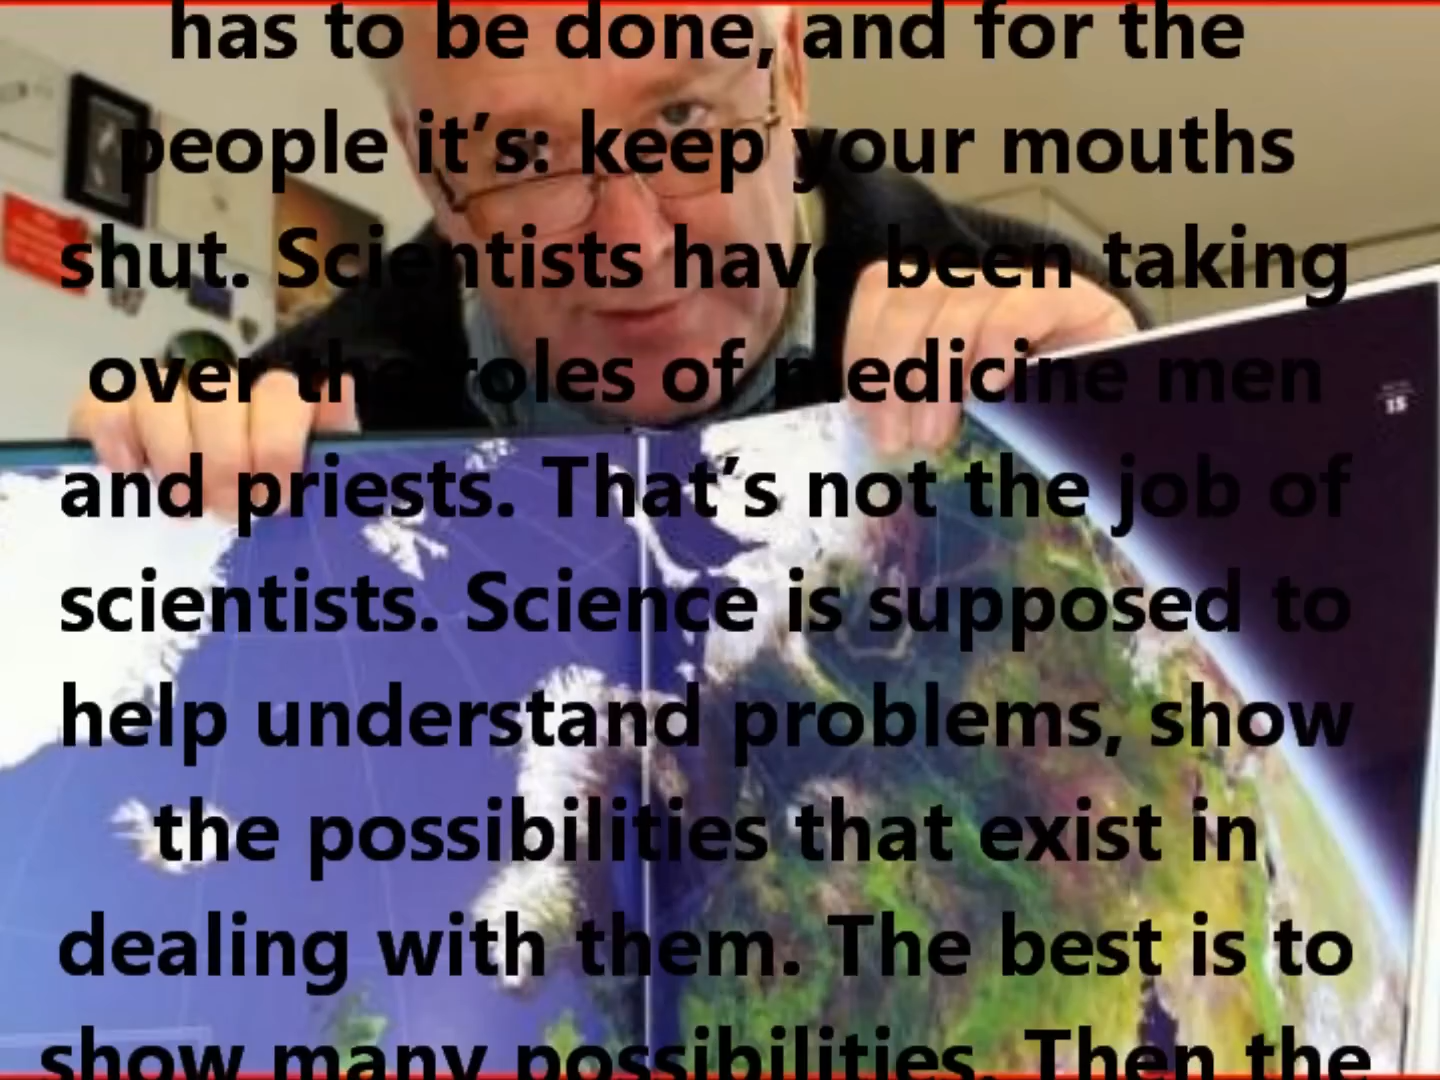 has to be done, and for the
people it's: keep your mouths
shut. Scientists have been taking
over the roles of medicine men
and priests. That's not the job of
scientists. Science is supposed to
help understand problems, show
the possibilities that exist in
dealing with them. The best is to
show many possibilities. Then the